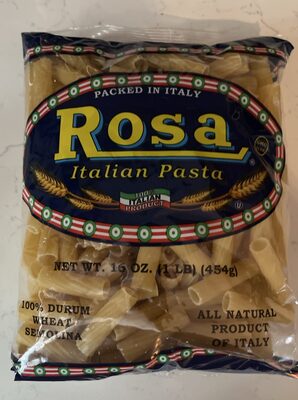 PACKED IN ITALY
Rosa
Italian Pasta
100%
ITALIAN
PRODUCT
U
NET WT. 16 OZ. (1 LB) (454g)
100% DURUM
WHEAT
SEMOLINA
ALL NATURAL
PRODUCT
OF ITALY